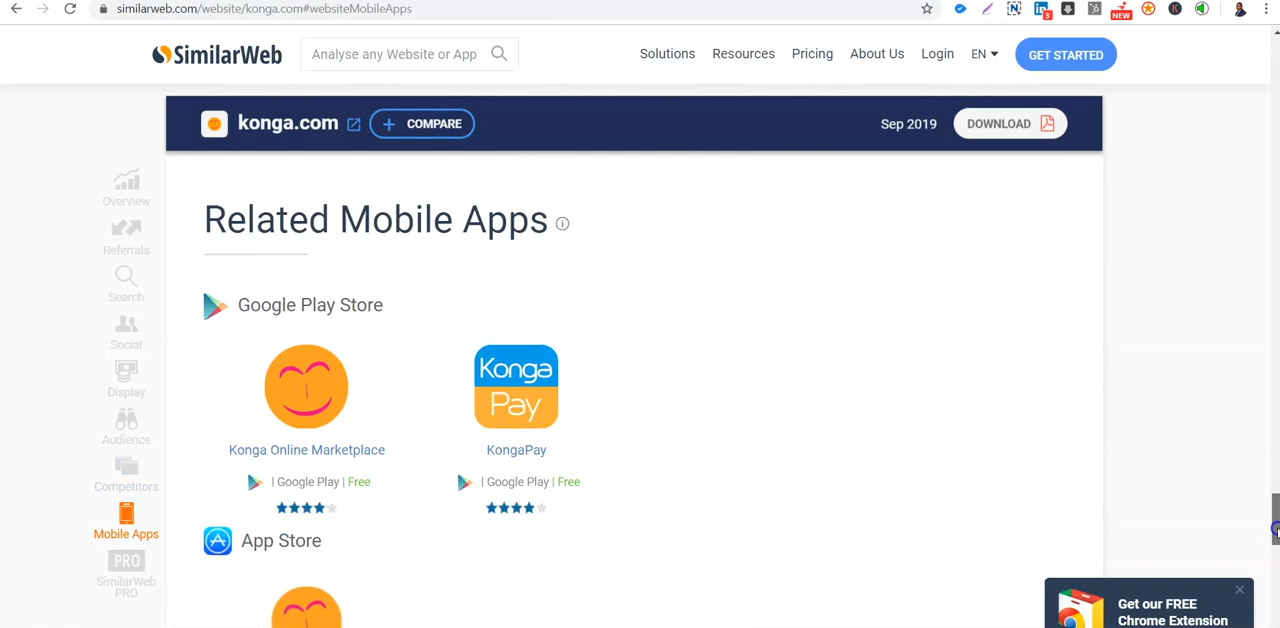 similarweb.com/website/konga.com#websiteMobileApps
3
NEW
K
SimilarWeb
Analyse any Website or App
Solutions Resources Pricing About Us Login EN GET STARTED
konga.com + COMPARE Sep 2019 DOWNLOAD
Overview
Referrals
Search
Social
Display
Audience
Competitors
Mobile Apps
PRO
SimilarWeb
PRO
Related Mobile Apps
Google Play Store
Konga
Pay
Konga Online Marketplace KongaPay
| Google Play | Free | Google Play | Free
App Store
Get our FREE
Chrome Extension